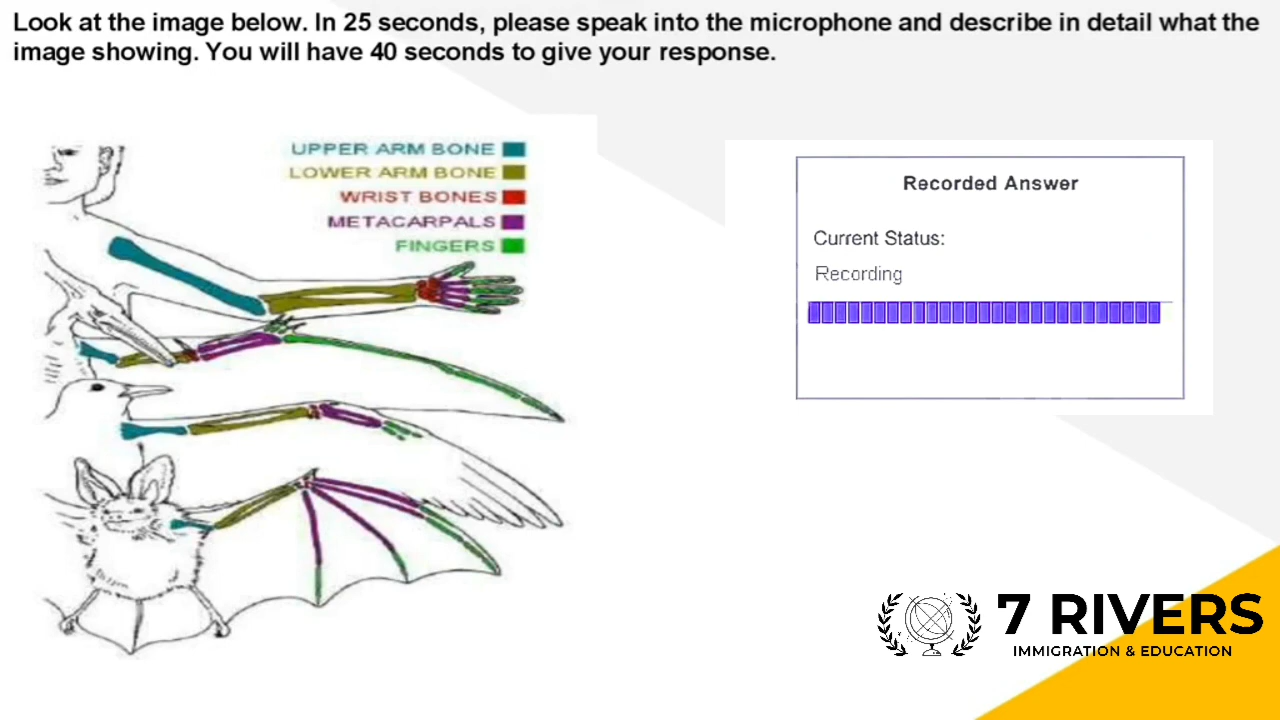 Look at the image below. In 25 seconds, please speak into the microphone and describe in detail what the
image showing. You will have 40 seconds to give your response.
UPPER ARM BONE
LOWER ARM BONE
WRIST BONES
METACARPALS
FINGERS
Recorded Answer
Current Status:
Recording
7 RIVERS
IMMIGRATION & EDUCATION